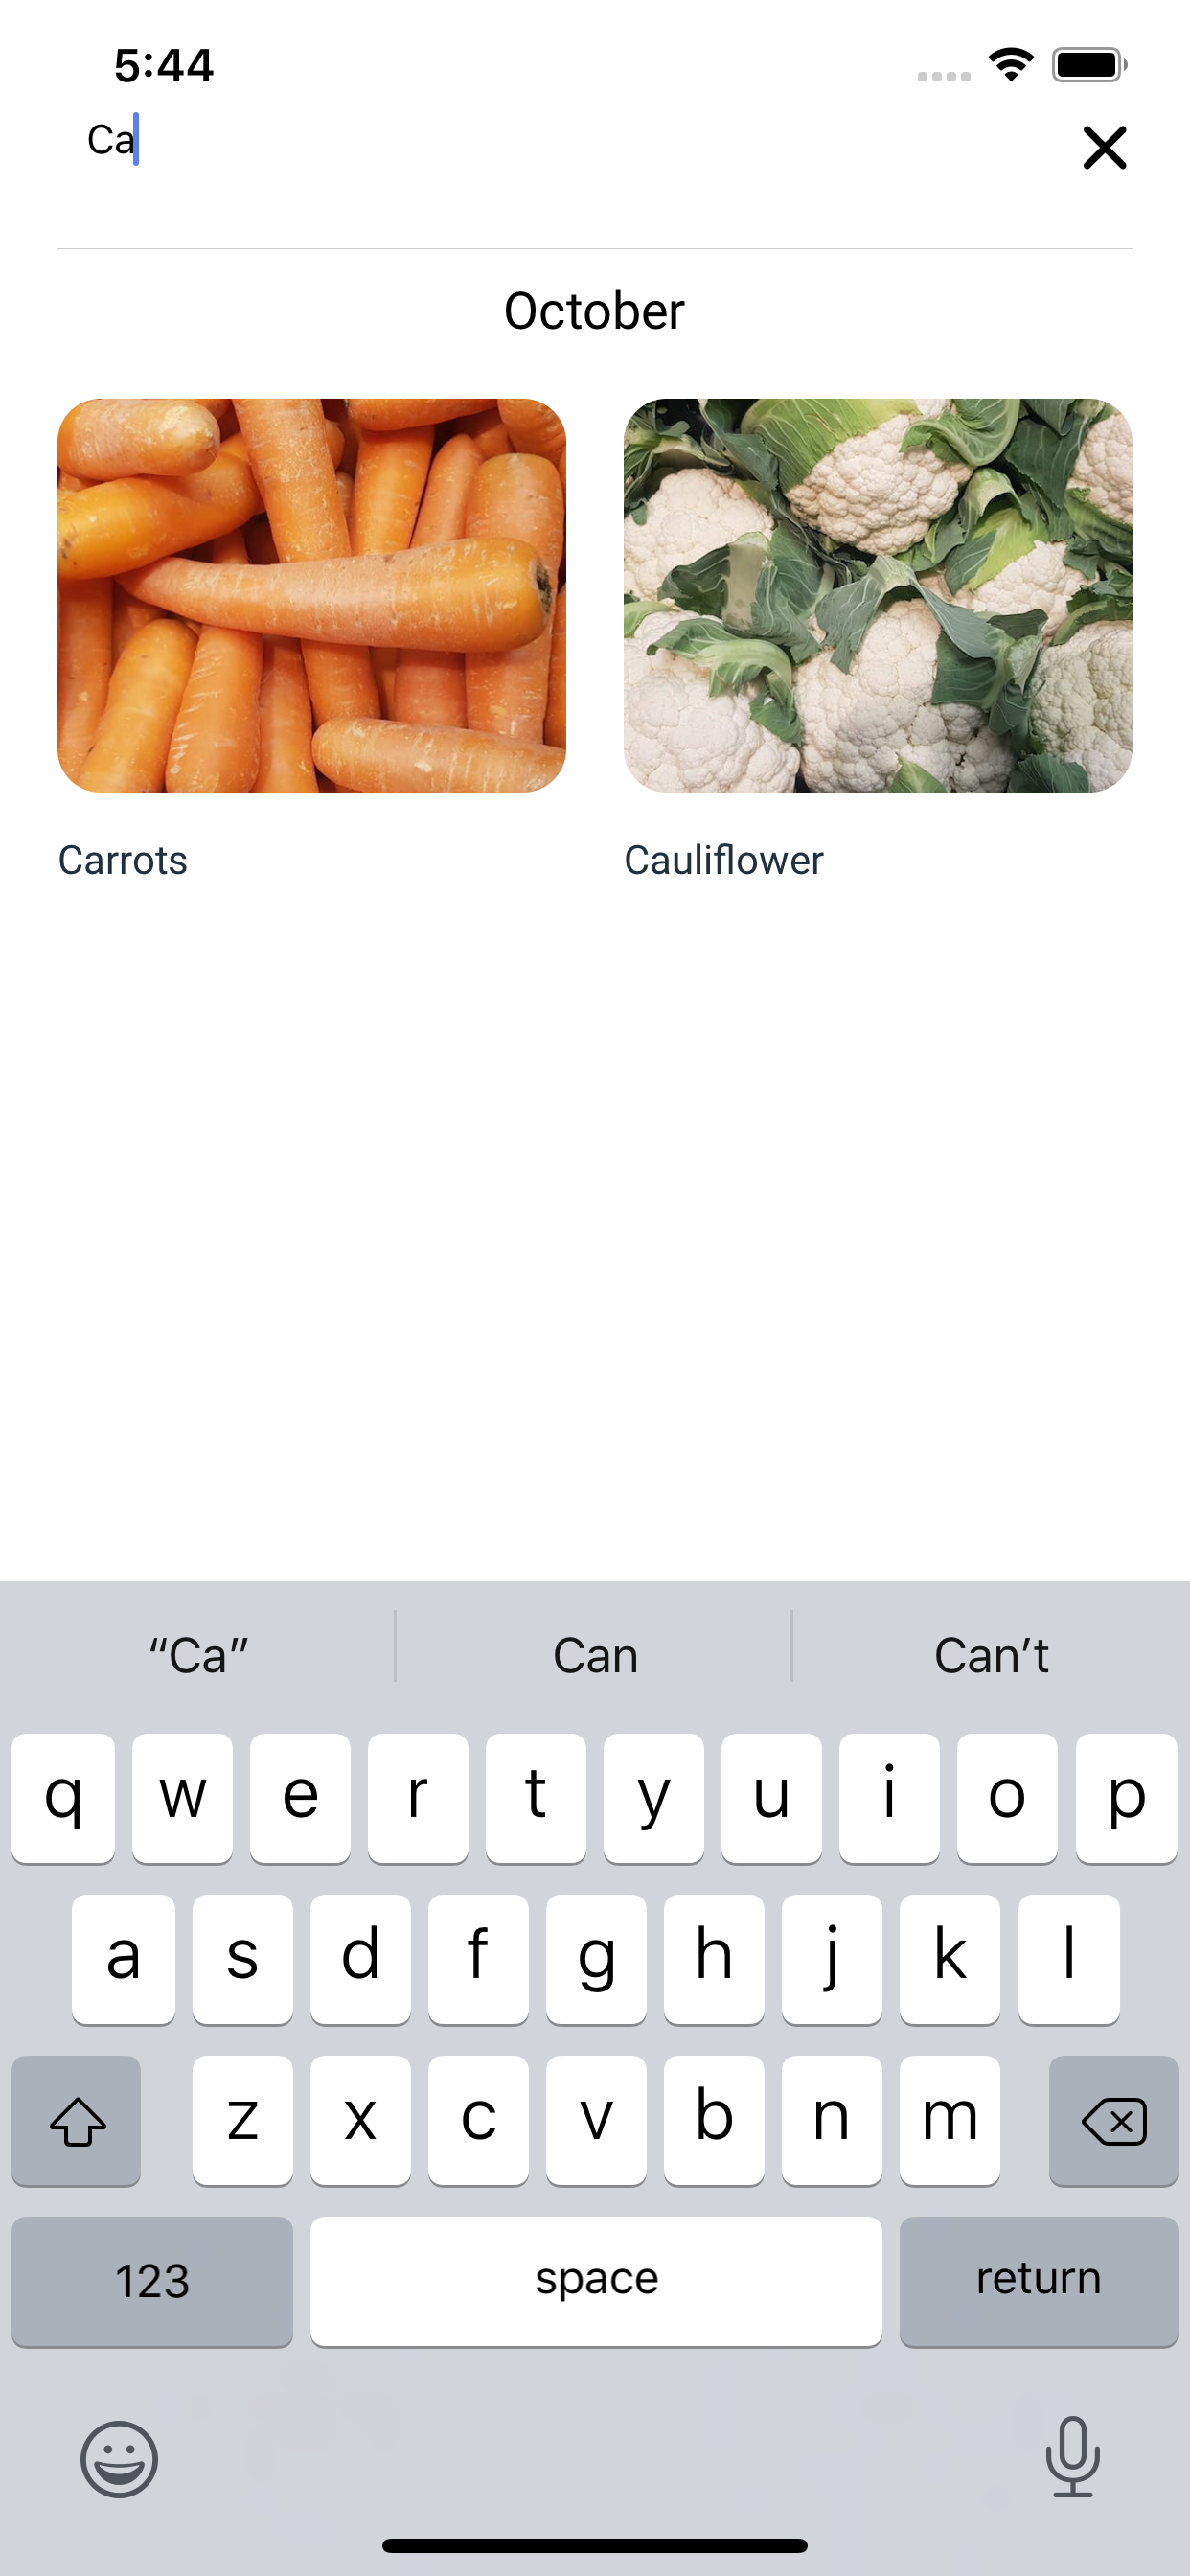 5:44
Ca
October
Carrots
Cauliflower
“Ca”
Can
Can’t
q w e r t y u i o p
a s d f g h j k l
z x c v b n m
123
space
return